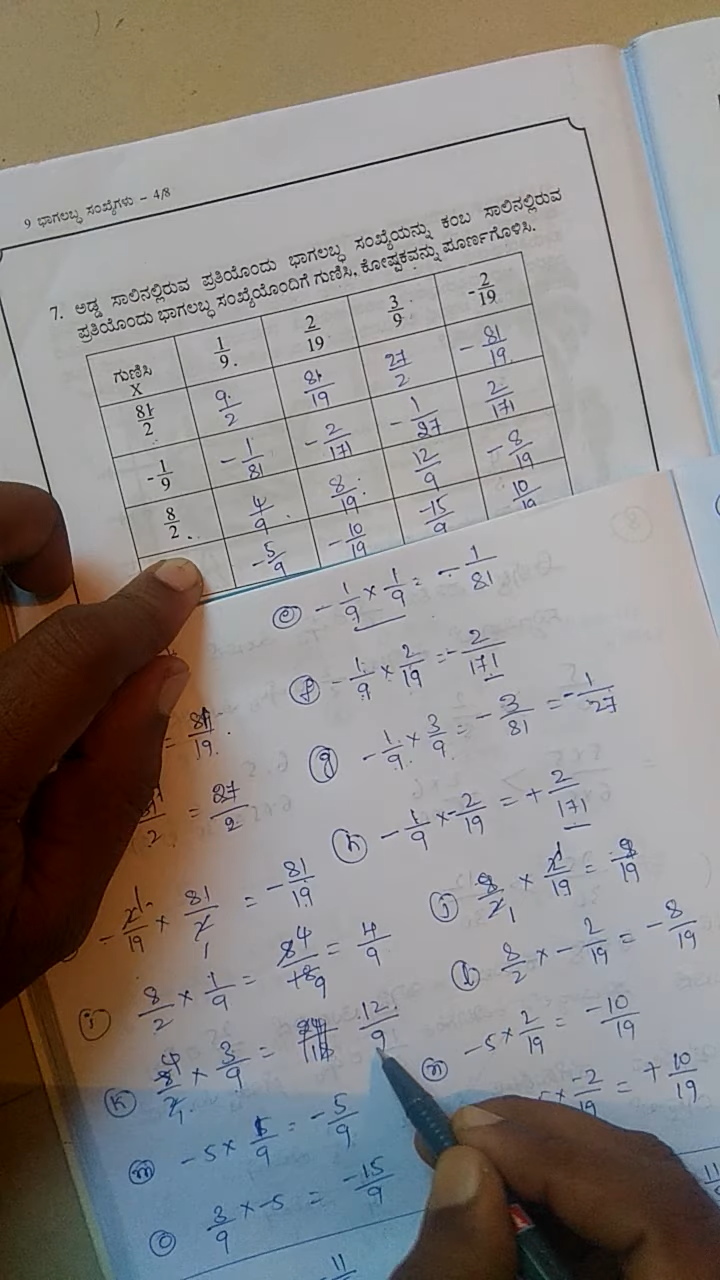 9 ಭಾಗಲಬ್ಧ ಸಂಖ್ಯೆಗಳು – 4/8
7. ಅಡ್ಡ ಸಾಲಿನಲ್ಲಿರುವ ಪ್ರತಿಯೊಂದು ಭಾಗಲಬ್ಧ ಸಂಖ್ಯೆಯನ್ನು ಕಂಬ ಸಾಲಿನಲ್ಲಿರುವ
ಪ್ರತಿಯೊಂದು ಭಾಗಲಬ್ಧ ಸಂಖ್ಯೆಯೊಂದಿಗೆ ಗುಣಿಸಿ, ಕೋಷ್ಟಕವನ್ನು ಪೂರ್ಣಗೊಳಿಸಿ.
ಗುಣಿಸಿ X 1/9 2/19 3/9 -2/19
81/2 9/2 81/19 27/2 -81/19
-1/9 -1/81 -2/171 -1/27 2/171
8/2 4/9 8/19 12/9 -8/19
-5/9 -10/19 -15/9 10/19
e -1/9 × 1/9 = -1/81
f -1/9 × 2/19 = -2/171
= 81/19
g -1/9 × 3/9 = -3/81 = -1/27
= 27/2
h -1/9 × -2/19 = +2/171
-2/19 × 81/2 = -81/19
j 8/2 × 2/19 = 8/19
i 8/2 × 1/9 = 8/18 = 4/9
l 8/2 × -2/19 = -8/19
k 8/2 × 3/9 = 12/9
n -5 × 2/19 = -10/19
m -5 × 1/9 = -5/9
× -2/19 = +10/19
o 3/9 × -5 = -15/9
11
11